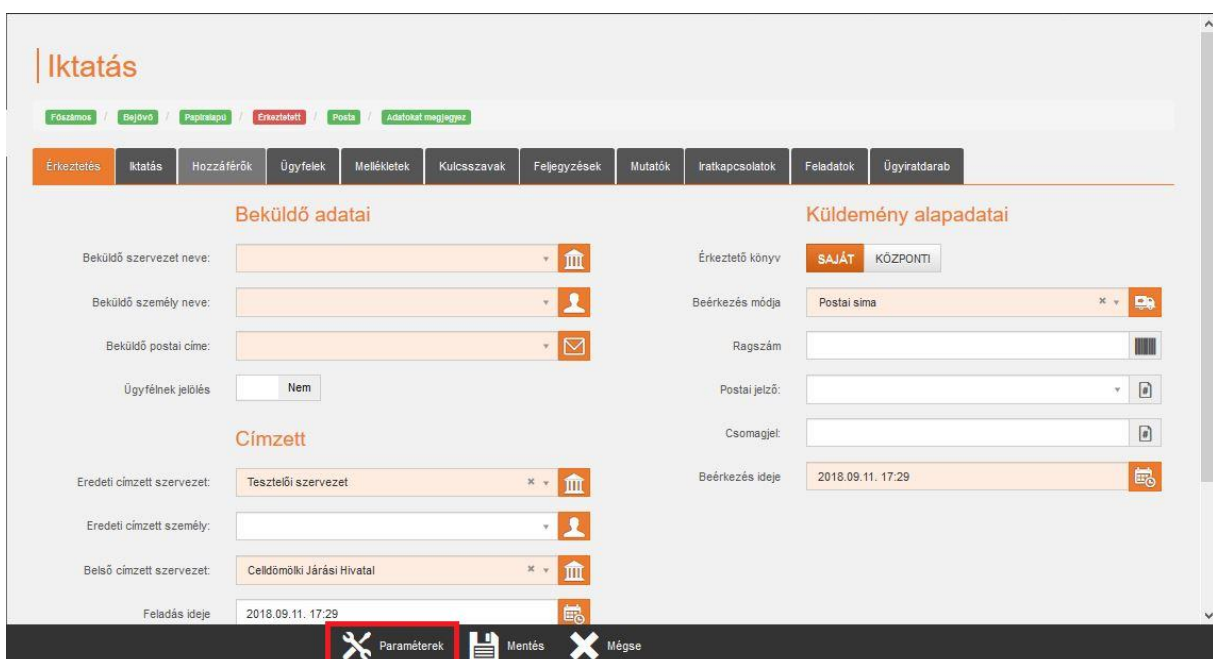 Iktatás
Főszámos / Bejövő / Papíralapú / Érkeztetett / Posta / Adatokat megjegyez
Érkeztetés Iktatás Hozzáférők Ügyfelek Mellékletek Kulcsszavak Feljegyzések Mutatók Iratkapcsolatok Feladatok Ügyiratdarab
Beküldő adatai
Beküldő szervezet neve:
Beküldő személy neve:
Beküldő postai címe:
Ügyfélnek jelölés Nem
Címzett
Eredeti címzett szervezet: Tesztelői szervezet
Eredeti címzett személy:
Belső címzett szervezet: Celldömölki Járási Hivatal
Feladás ideje 2018.09.11. 17:29
Küldemény alapadatai
Érkeztető könyv SAJÁT KÖZPONTI
Beérkezés módja Postai sima
Ragszám
Postai jelző:
Csomagjel:
Beérkezés ideje 2018.09.11. 17:29
Paraméterek Mentés Mégse